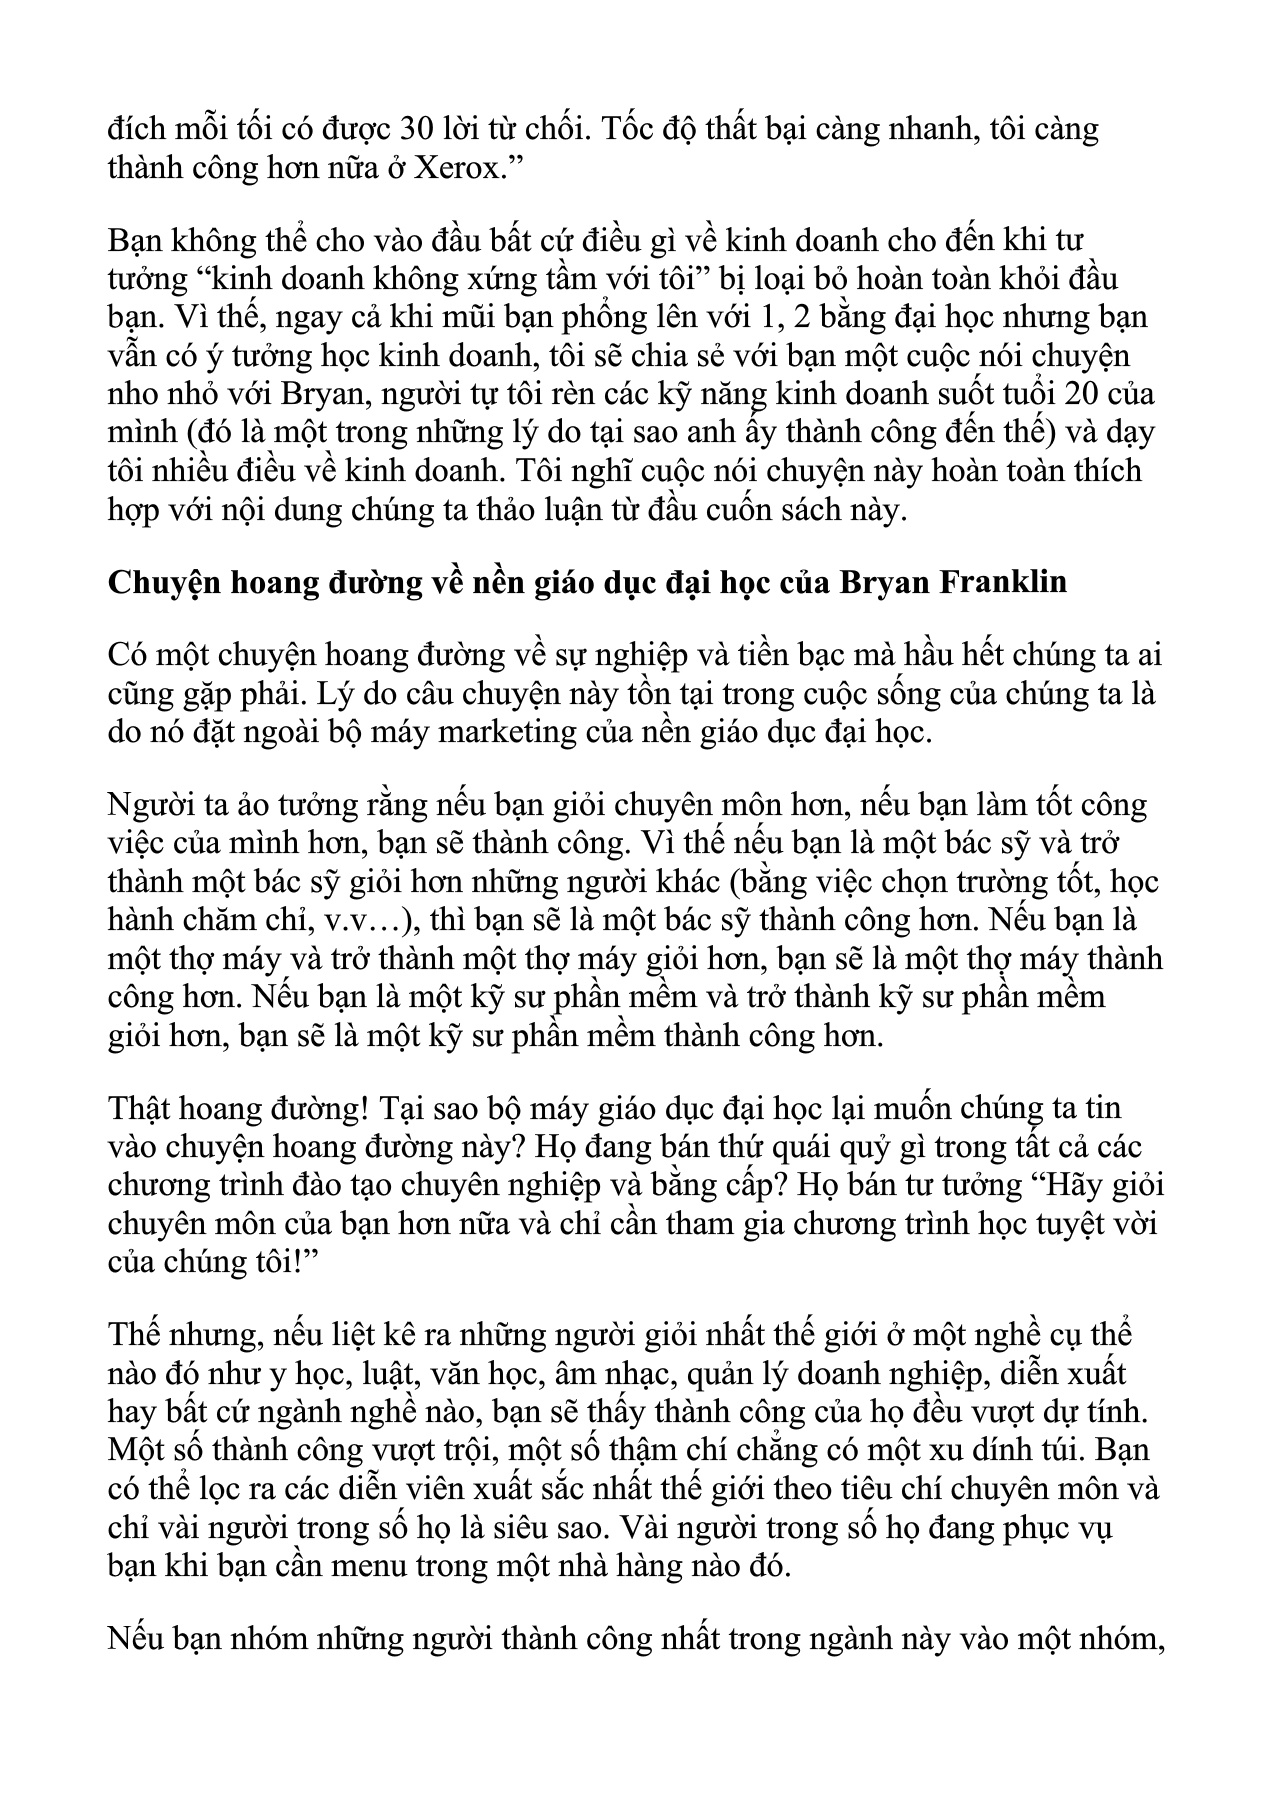 đích mỗi tối có được 30 lời từ chối. Tốc độ thất bại càng nhanh, tôi càng
thành công hơn nữa ở Xerox.”
Bạn không thể cho vào đầu bất cứ điều gì về kinh doanh cho đến khi tư
tưởng “kinh doanh không xứng tầm với tôi” bị loại bỏ hoàn toàn khỏi đầu
bạn. Vì thế, ngay cả khi mũi bạn phổng lên với 1, 2 bằng đại học nhưng bạn
vẫn có ý tưởng học kinh doanh, tôi sẽ chia sẻ với bạn một cuộc nói chuyện
nho nhỏ với Bryan, người tự tôi rèn các kỹ năng kinh doanh suốt tuổi 20 của
mình (đó là một trong những lý do tại sao anh ấy thành công đến thế) và dạy
tôi nhiều điều về kinh doanh. Tôi nghĩ cuộc nói chuyện này hoàn toàn thích
hợp với nội dung chúng ta thảo luận từ đầu cuốn sách này.
Chuyện hoang đường về nền giáo dục đại học của Bryan Franklin
Có một chuyện hoang đường về sự nghiệp và tiền bạc mà hầu hết chúng ta ai
cũng gặp phải. Lý do câu chuyện này tồn tại trong cuộc sống của chúng ta là
do nó đặt ngoài bộ máy marketing của nền giáo dục đại học.
Người ta ảo tưởng rằng nếu bạn giỏi chuyên môn hơn, nếu bạn làm tốt công
việc của mình hơn, bạn sẽ thành công. Vì thế nếu bạn là một bác sỹ và trở
thành một bác sỹ giỏi hơn những người khác (bằng việc chọn trường tốt, học
hành chăm chỉ, v.v…), thì bạn sẽ là một bác sỹ thành công hơn. Nếu bạn là
một thợ máy và trở thành một thợ máy giỏi hơn, bạn sẽ là một thợ máy thành
công hơn. Nếu bạn là một kỹ sư phần mềm và trở thành kỹ sư phần mềm
giỏi hơn, bạn sẽ là một kỹ sư phần mềm thành công hơn.
Thật hoang đường! Tại sao bộ máy giáo dục đại học lại muốn chúng ta tin
vào chuyện hoang đường này? Họ đang bán thứ quái quỷ gì trong tất cả các
chương trình đào tạo chuyên nghiệp và bằng cấp? Họ bán tư tưởng “Hãy giỏi
chuyên môn của bạn hơn nữa và chỉ cần tham gia chương trình học tuyệt vời
của chúng tôi!”
Thế nhưng, nếu liệt kê ra những người giỏi nhất thế giới ở một nghề cụ thể
nào đó như y học, luật, văn học, âm nhạc, quản lý doanh nghiệp, diễn xuất
hay bất cứ ngành nghề nào, bạn sẽ thấy thành công của họ đều vượt dự tính.
Một số thành công vượt trội, một số thậm chí chẳng có một xu dính túi. Bạn
có thể lọc ra các diễn viên xuất sắc nhất thế giới theo tiêu chí chuyên môn và
chỉ vài người trong số họ là siêu sao. Vài người trong số họ đang phục vụ
bạn khi bạn cần menu trong một nhà hàng nào đó.
Nếu bạn nhóm những người thành công nhất trong ngành này vào một nhóm,